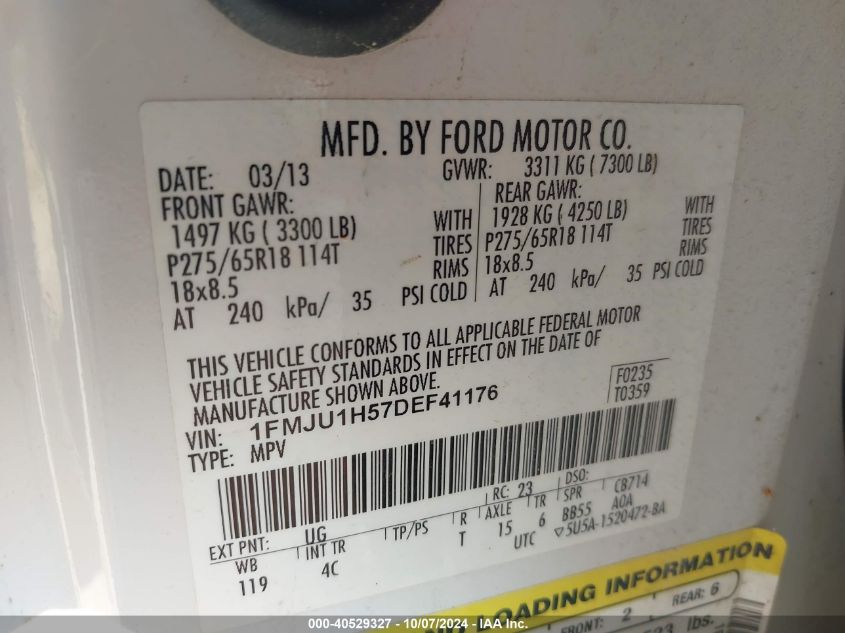 MFD. BY FORD MOTOR CO.
DATE: 03/13 GVWR: 3311 KG ( 7300 LB)
FRONT GAWR: REAR GAWR:
1497 KG ( 3300 LB) WITH 1928 KG ( 4250 LB) WITH
P275/65R18 114T TIRES P275/65R18 114T TIRES
18x8.5 RIMS 18x8.5 RIMS
AT 240 kPa/ 35 PSI COLD AT 240 kPa/ 35 PSI COLD
THIS VEHICLE CONFORMS TO ALL APPLICABLE FEDERAL MOTOR
VEHICLE SAFETY STANDARDS IN EFFECT ON THE DATE OF
MANUFACTURE SHOWN ABOVE.
F0235
T0359
VIN: 1FMJU1H57DEF41176
TYPE: MPV
EXT PNT: UG RC: 23 DSO:
WB INT TR TP/PS R AXLE TR SPR CB714
119 4C T 15 6 BB55 AOA
UTC ▽5U5A-1520472-BA
LOADING INFORMATION
FRONT: 2 REAR: 6
lbs.
000-40529327 - 10/07/2024 - IAA Inc.